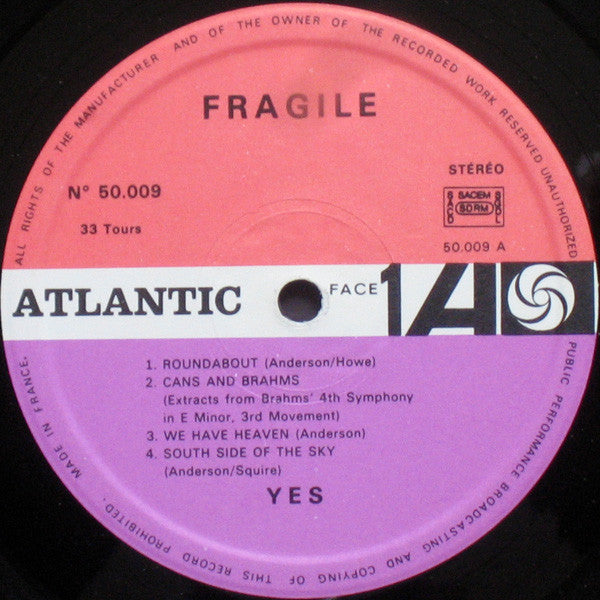 ALL RIGHTS OF THE MANUFACTURER AND OF THE OWNER OF THE RECORDED WORK RESERVED UNAUTHORIZED
PUBLIC PERFORMANCE BROADCASTING AND COPYING OF THIS RECORD PROHIBITED. MADE IN FRANCE.
FRAGILE
N° 50.009
33 Tours
STÉRÉO
SACEM
SDRM
50.009 A
ATLANTIC
FACE 1
A
1. ROUNDABOUT (Anderson/Howe)
2. CANS AND BRAHMS
(Extracts from Brahms' 4th Symphony
in E Minor, 3rd Movement)
3. WE HAVE HEAVEN (Anderson)
4. SOUTH SIDE OF THE SKY
(Anderson/Squire)
YES